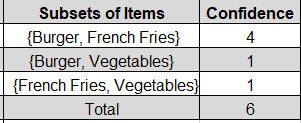 Subsets of Items Confidence
{Burger, French Fries} 4
{Burger, Vegetables} 1
{French Fries, Vegetables} 1
Total 6